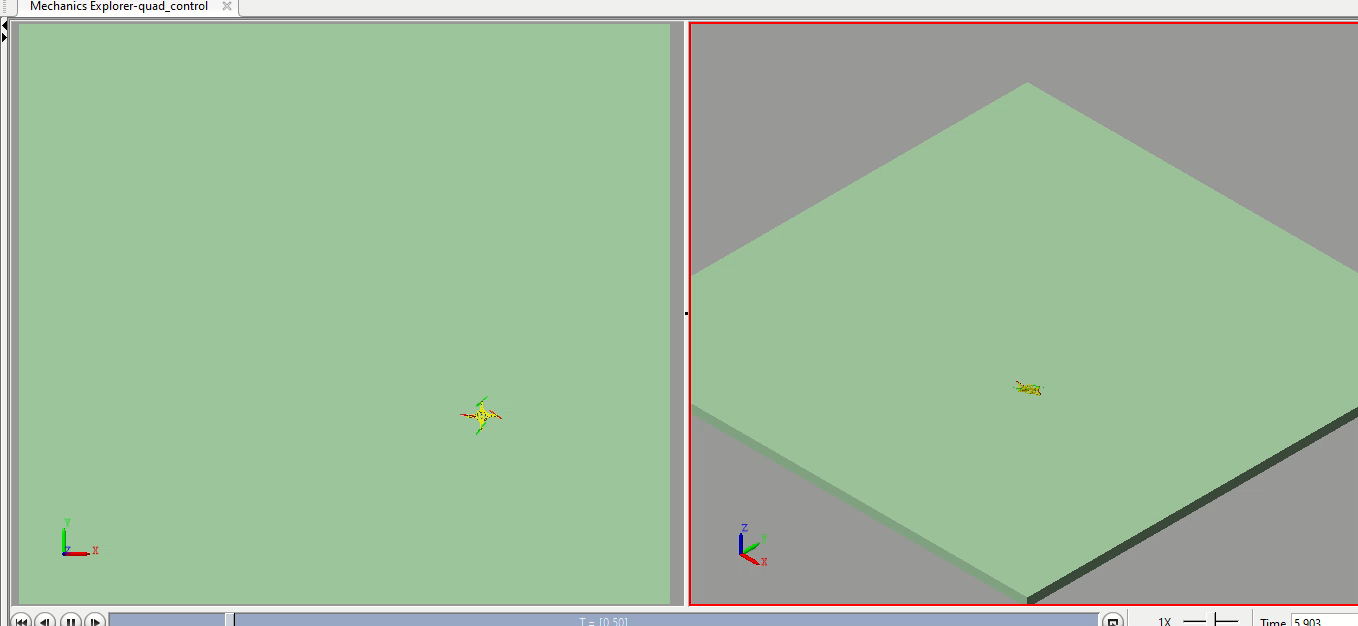 Mechanics Explorer-quad_control
Y
Z
X
Z
Y
X
T = [0,50]
1X
Time 5.903